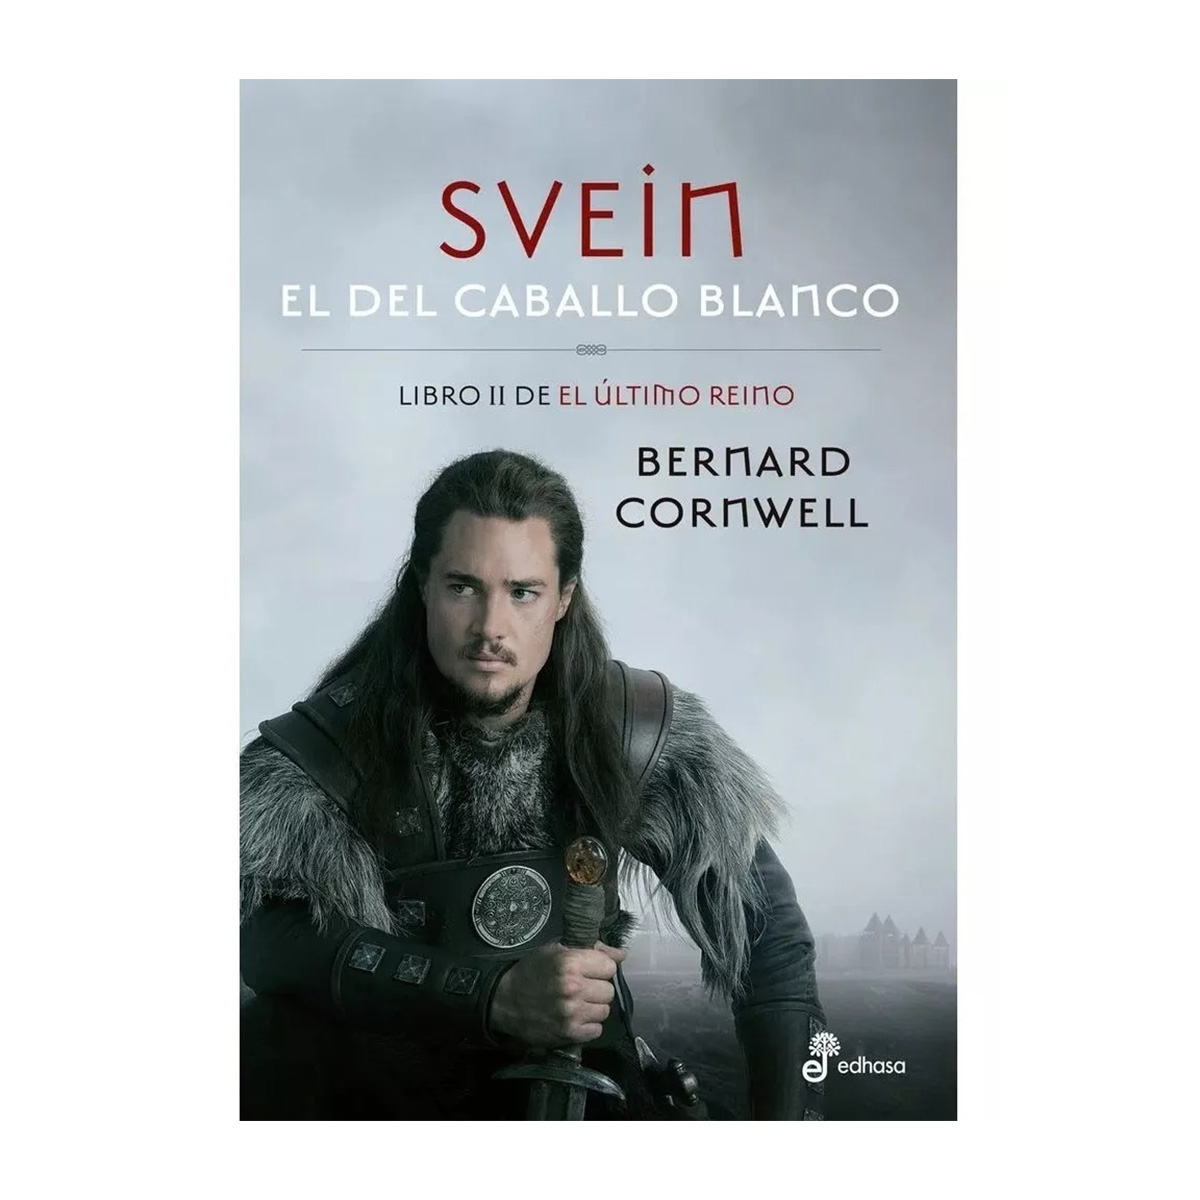 SVEIN
EL DEL CABALLO BLANCO
LIBRO II DE EL ÚLTIMO REINO
BERNARD
CORNWELL
edhasa